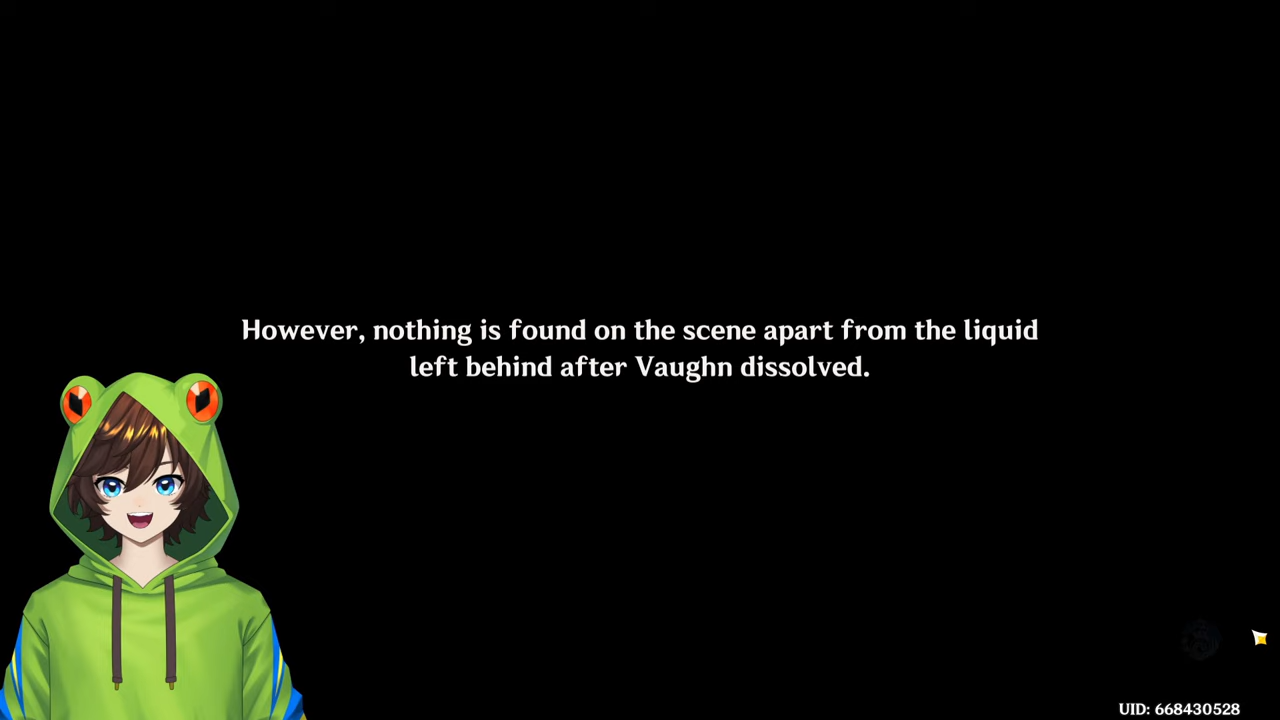 However, nothing is found on the scene apart from the liquid
left behind after Vaughn dissolved.
UID: 668430528